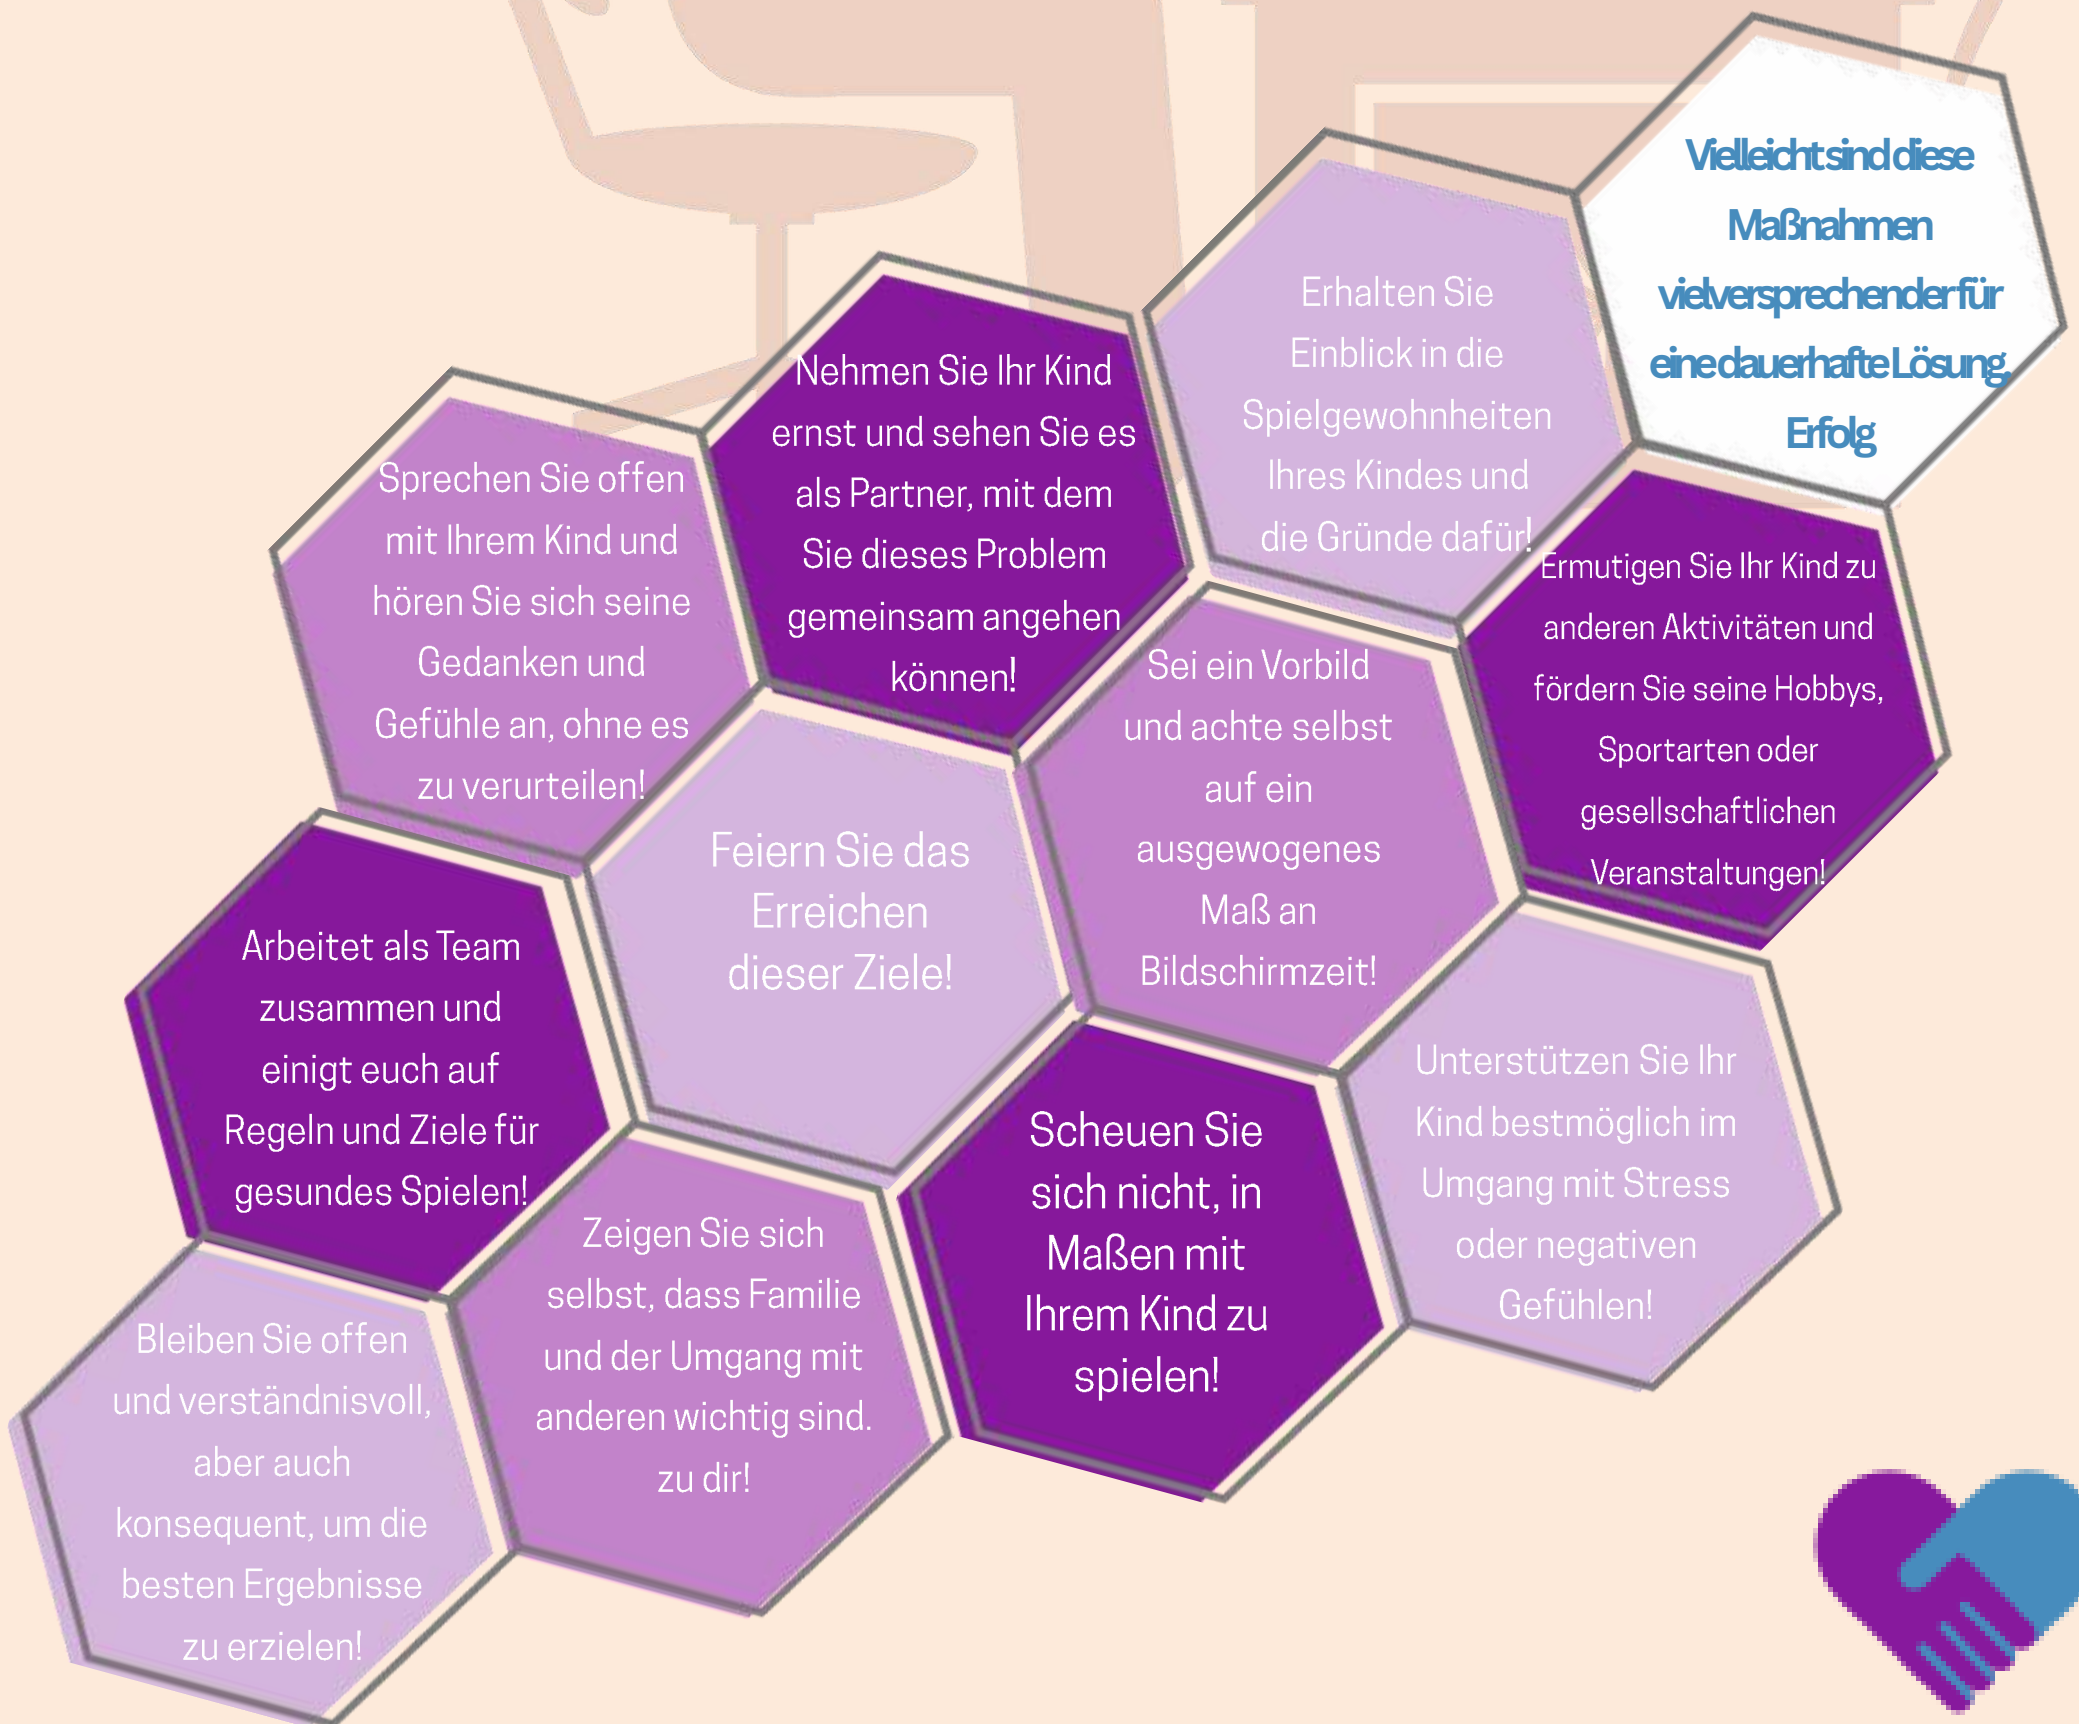 Vielleicht sind diese
Maßnahmen
vielversprechender für
eine dauerhafte Lösung.
Erfolg
Erhalten Sie
Einblick in die
Spielgewohnheiten
Ihres Kindes und
die Gründe dafür!
Nehmen Sie Ihr Kind
ernst und sehen Sie es
als Partner, mit dem
Sie dieses Problem
gemeinsam angehen
können!
Sprechen Sie offen
mit Ihrem Kind und
hören Sie sich seine
Gedanken und
Gefühle an, ohne es
zu verurteilen!
Ermutigen Sie Ihr Kind zu
anderen Aktivitäten und
fördern Sie seine Hobbys,
Sportarten oder
gesellschaftlichen
Veranstaltungen!
Sei ein Vorbild
und achte selbst
auf ein
ausgewogenes
Maß an
Bildschirmzeit!
Feiern Sie das
Erreichen
dieser Ziele!
Arbeitet als Team
zusammen und
einigt euch auf
Regeln und Ziele für
gesundes Spielen!
Unterstützen Sie Ihr
Kind bestmöglich im
Umgang mit Stress
oder negativen
Gefühlen!
Scheuen Sie
sich nicht, in
Maßen mit
Ihrem Kind zu
spielen!
Zeigen Sie sich
selbst, dass Familie
und der Umgang mit
anderen wichtig sind.
zu dir!
Bleiben Sie offen
und verständnisvoll,
aber auch
konsequent, um die
besten Ergebnisse
zu erzielen!